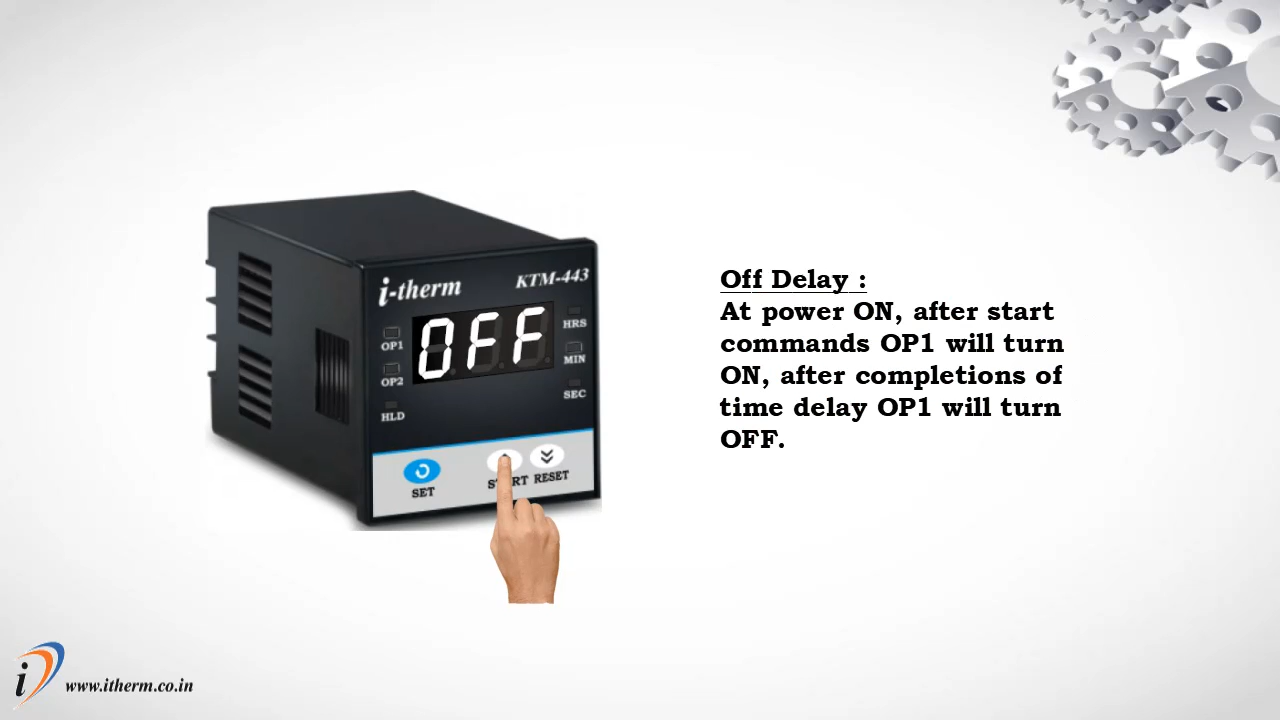 i-therm KTM-443
OFF
OP1
HRS
OP2
MIN
HLD
SEC
SET
START RESET
Off Delay :
At power ON, after start
commands OP1 will turn
ON, after completions of
time delay OP1 will turn
OFF.
i
www.itherm.co.in